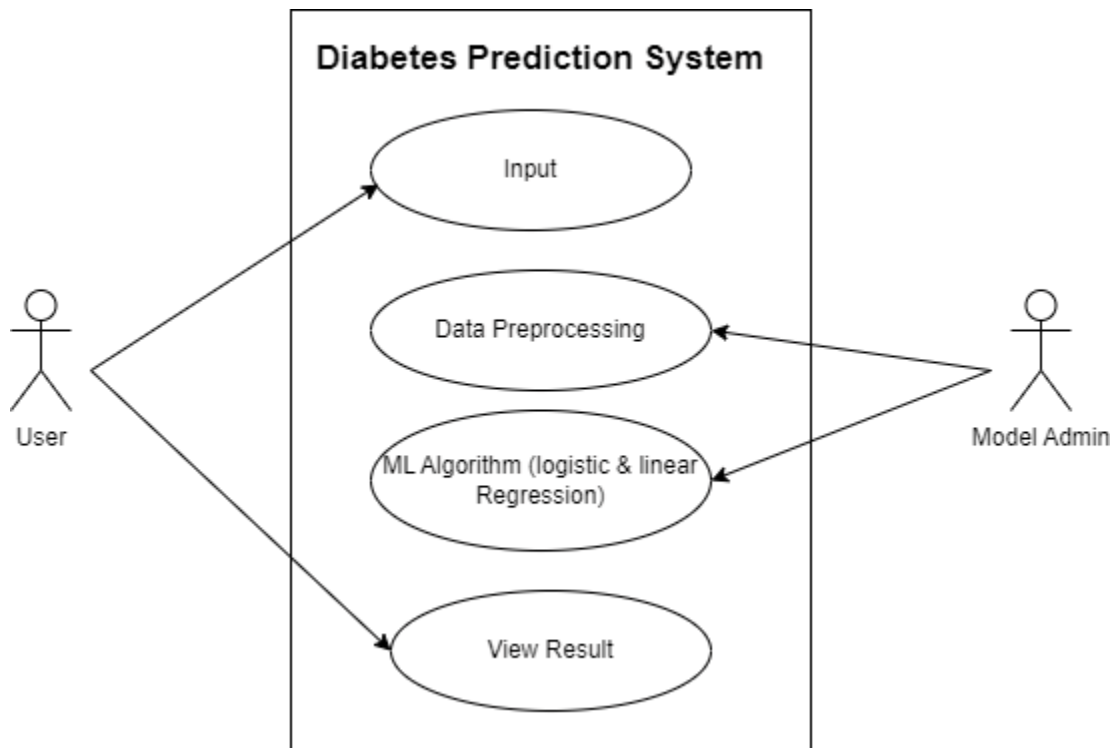 Diabetes Prediction System
Input
Data Preprocessing
User
Model Admin
ML Algorithm (logistic & linear
Regression)
View Result